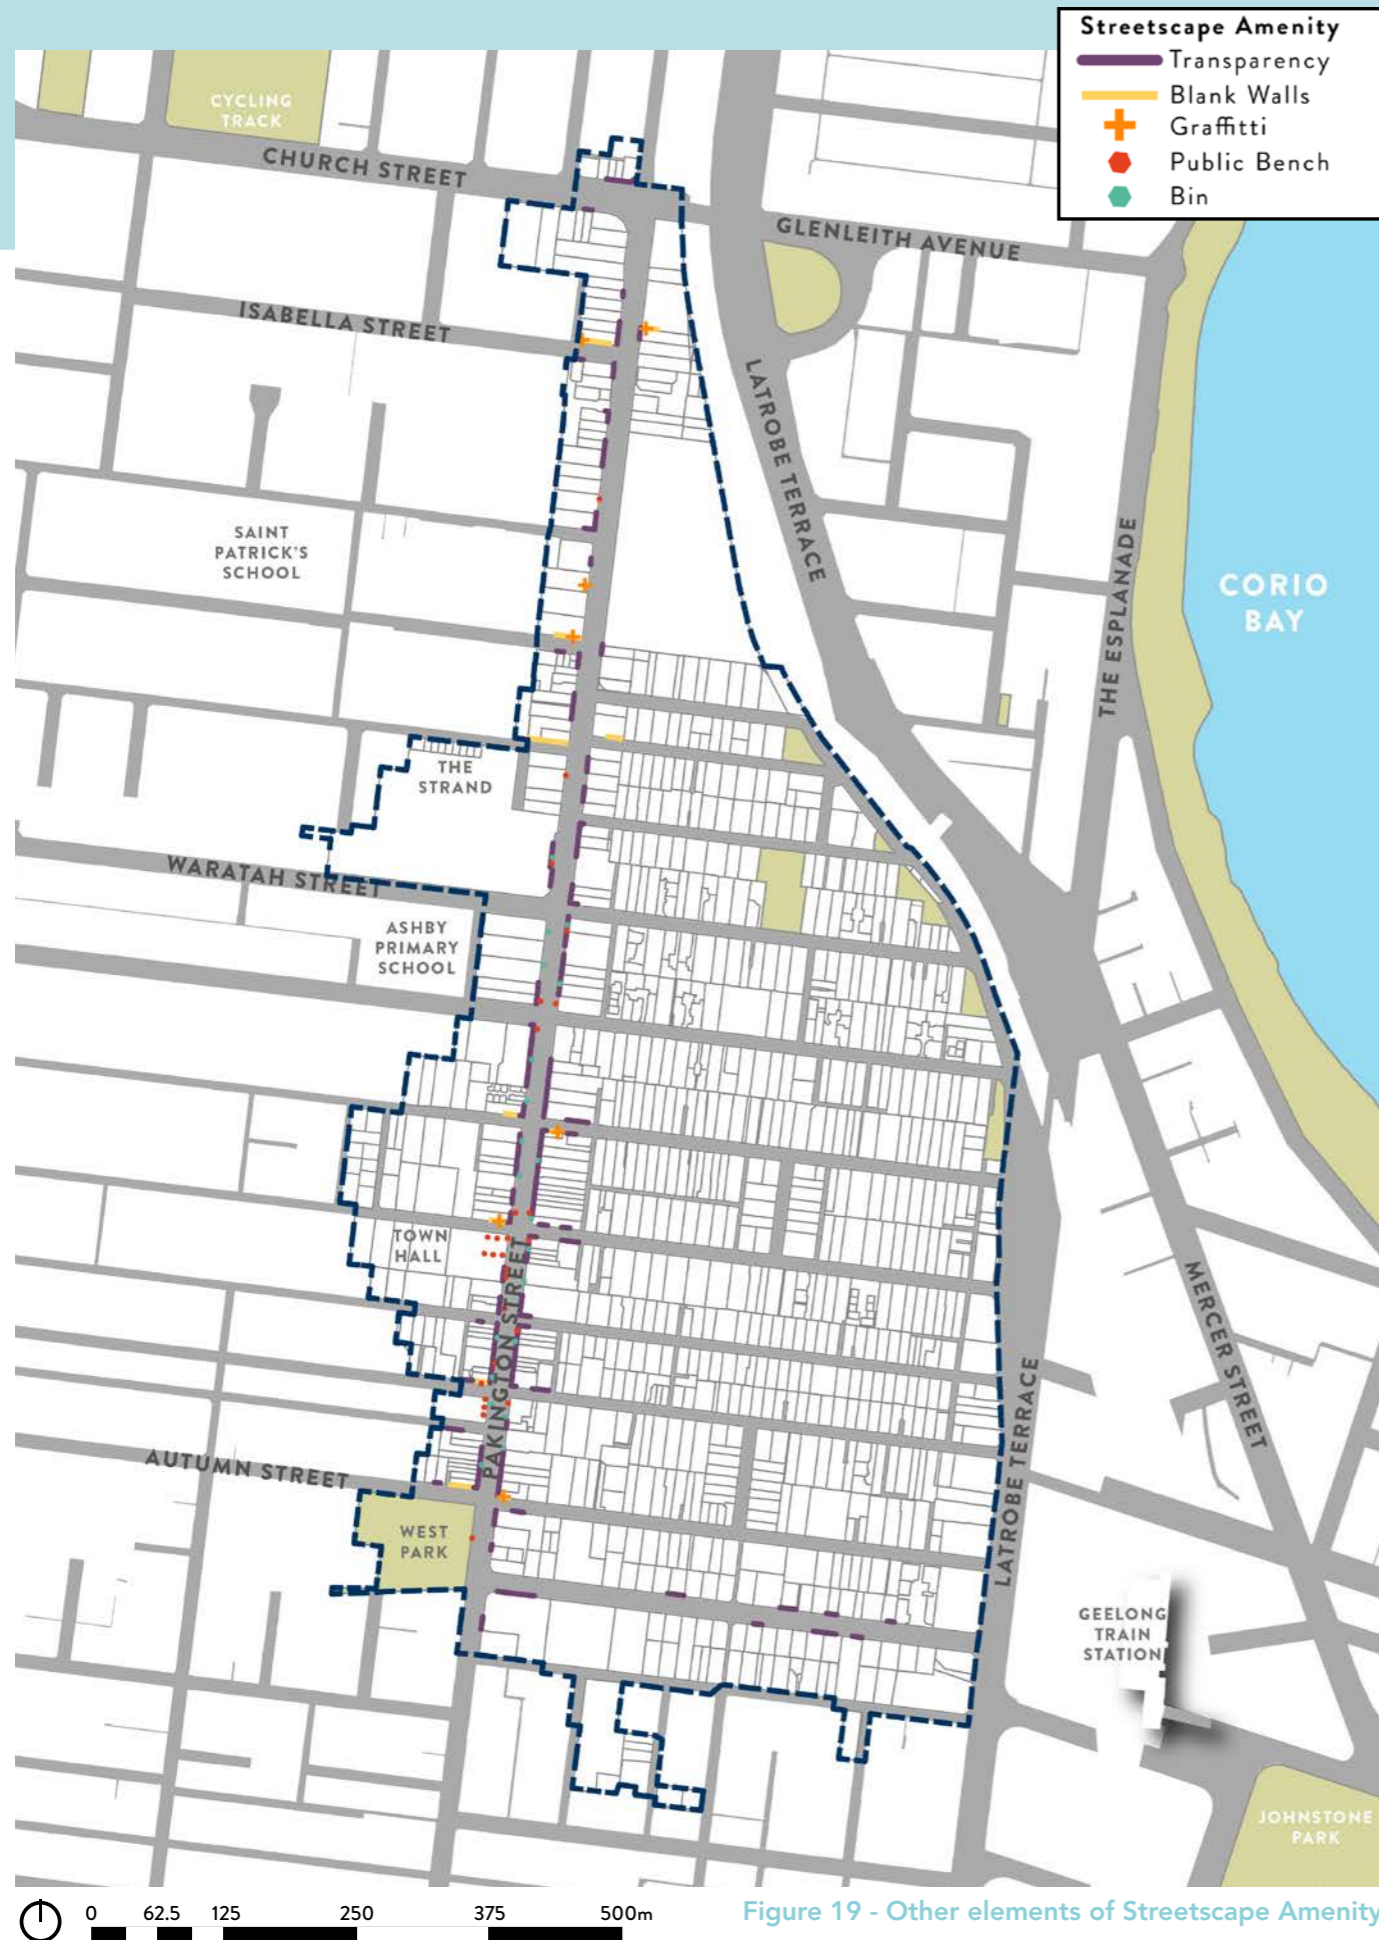 Streetscape Amenity
Transparency
Blank Walls
Graffitti
Public Bench
Bin
CYCLING
TRACK
CHURCH STREET
GLENLEITH AVENUE
ISABELLA STREET
LATROBE TERRACE
SAINT
PATRICK'S
SCHOOL
THE ESPLANADE
CORIO
BAY
THE
STRAND
WARATAH STREET
ASHBY
PRIMARY
SCHOOL
TOWN
HALL
PAKINGTON STREET
MERCER STREET
LATROBE TERRACE
AUTUMN STREET
WEST
PARK
GEELONG
TRAIN
STATION
JOHNSTONE
PARK
0 62.5 125 250 375 500m
Figure 19 - Other elements of Streetscape Amenity